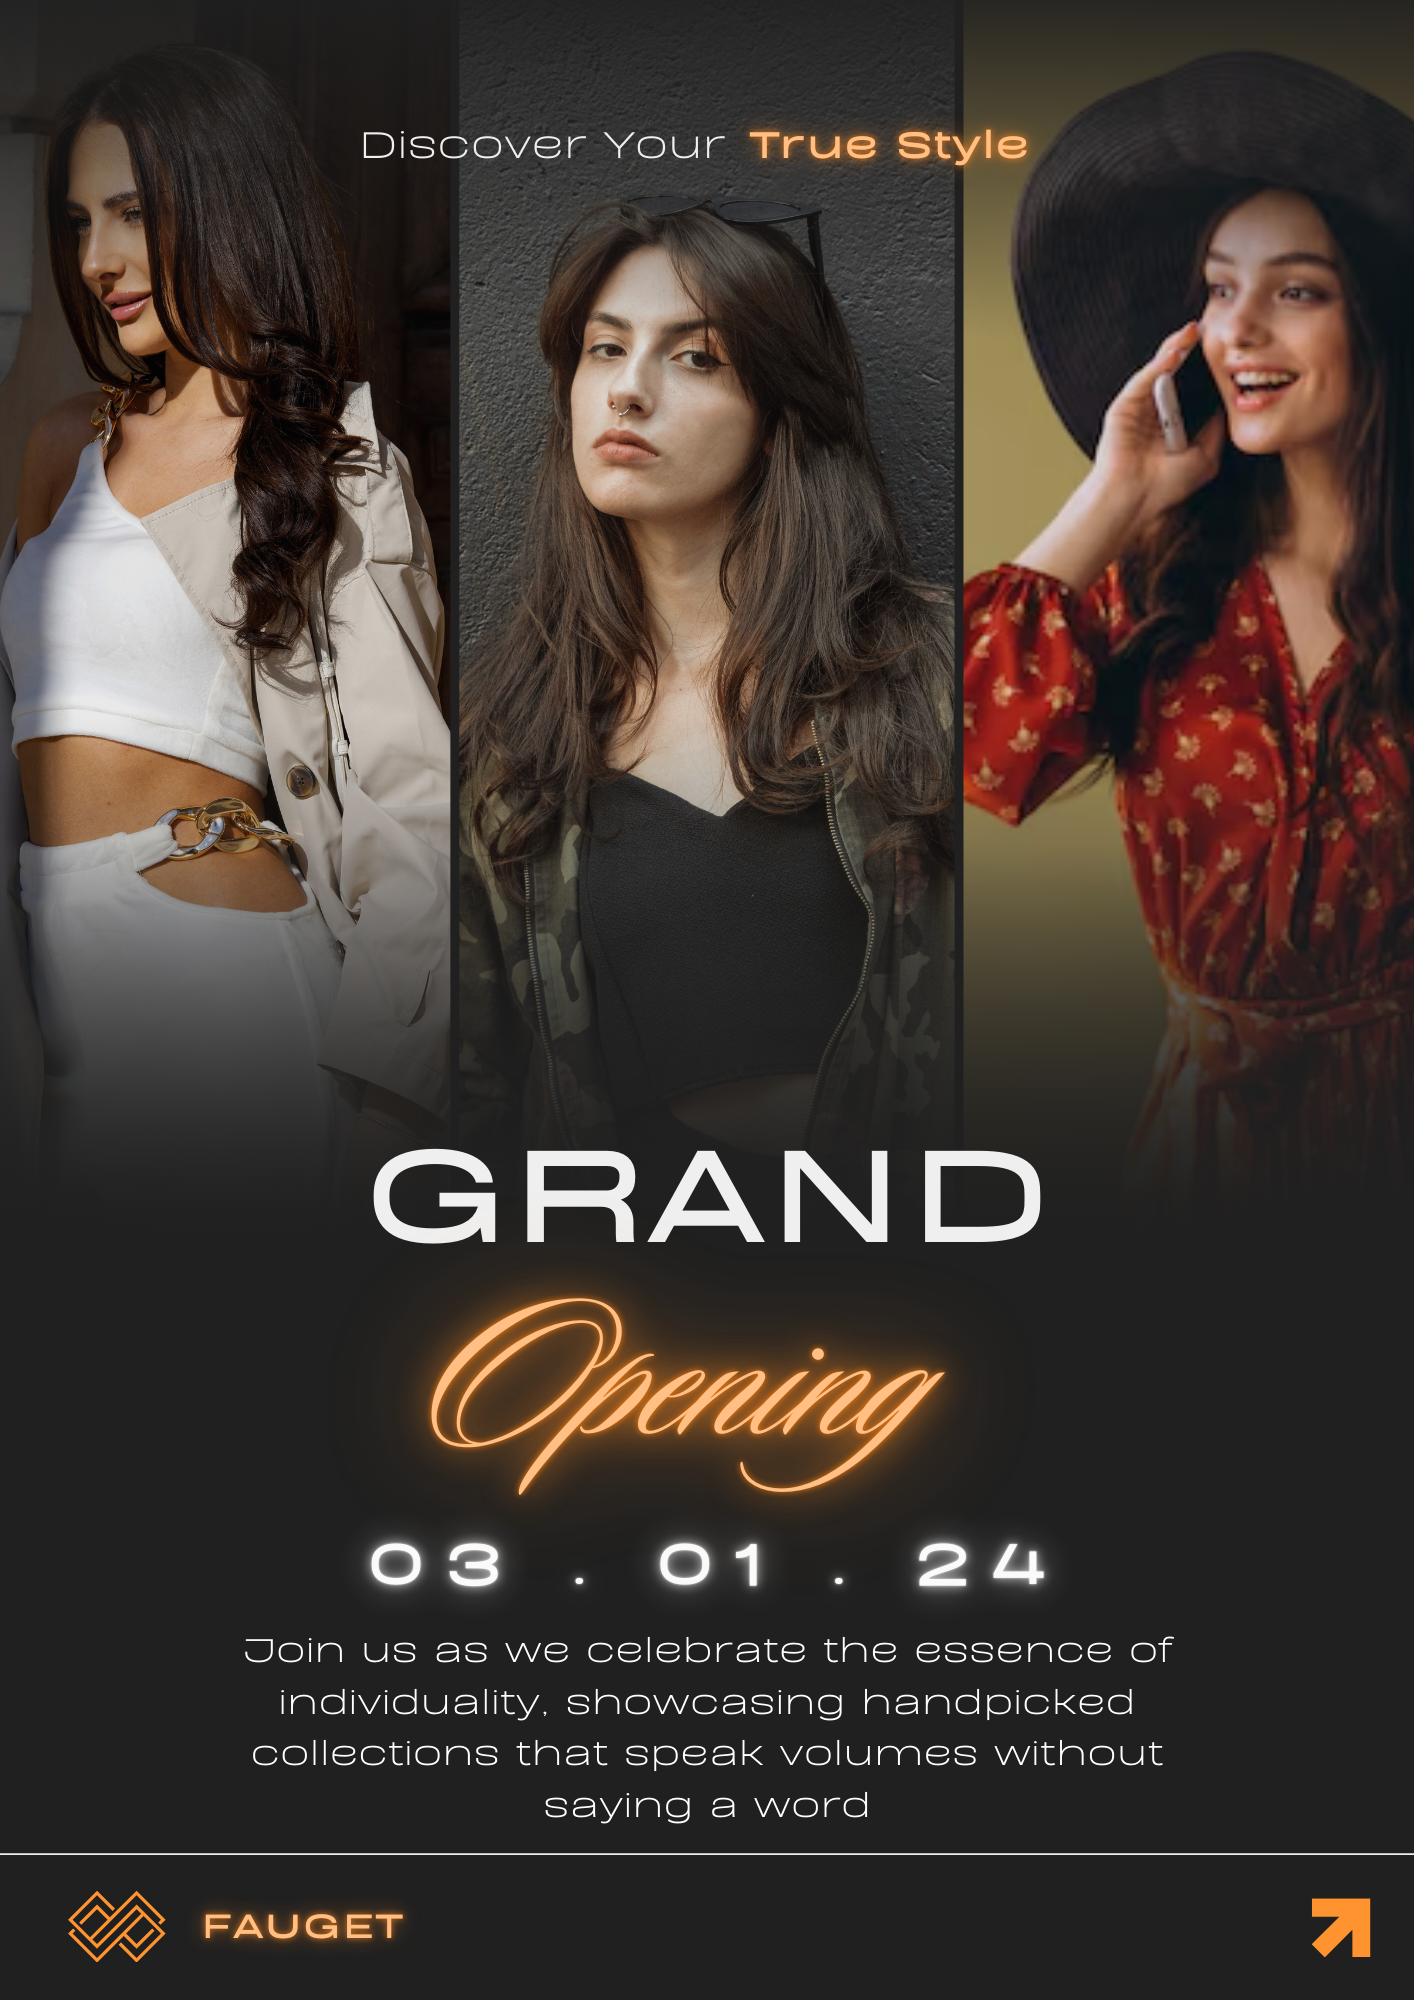 Discover Your True Style
GRAND
Opening
03 . 01 . 24
Join us as we celebrate the essence of
individuality, showcasing handpicked
collections that speak volumes without
saying a word
FAUGET